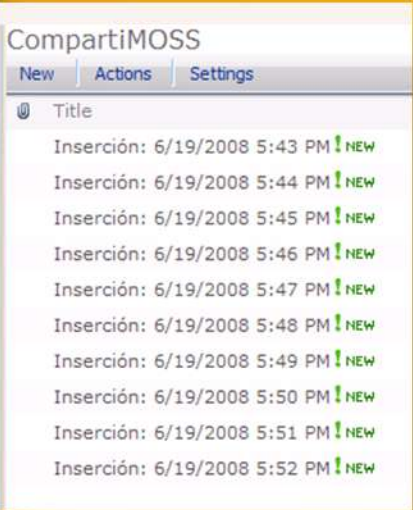 CompartiMOSS
New Actions Settings
Title
Inserción: 6/19/2008 5:43 PM ! NEW
Inserción: 6/19/2008 5:44 PM ! NEW
Inserción: 6/19/2008 5:45 PM ! NEW
Inserción: 6/19/2008 5:46 PM ! NEW
Inserción: 6/19/2008 5:47 PM ! NEW
Inserción: 6/19/2008 5:48 PM ! NEW
Inserción: 6/19/2008 5:49 PM ! NEW
Inserción: 6/19/2008 5:50 PM ! NEW
Inserción: 6/19/2008 5:51 PM ! NEW
Inserción: 6/19/2008 5:52 PM ! NEW